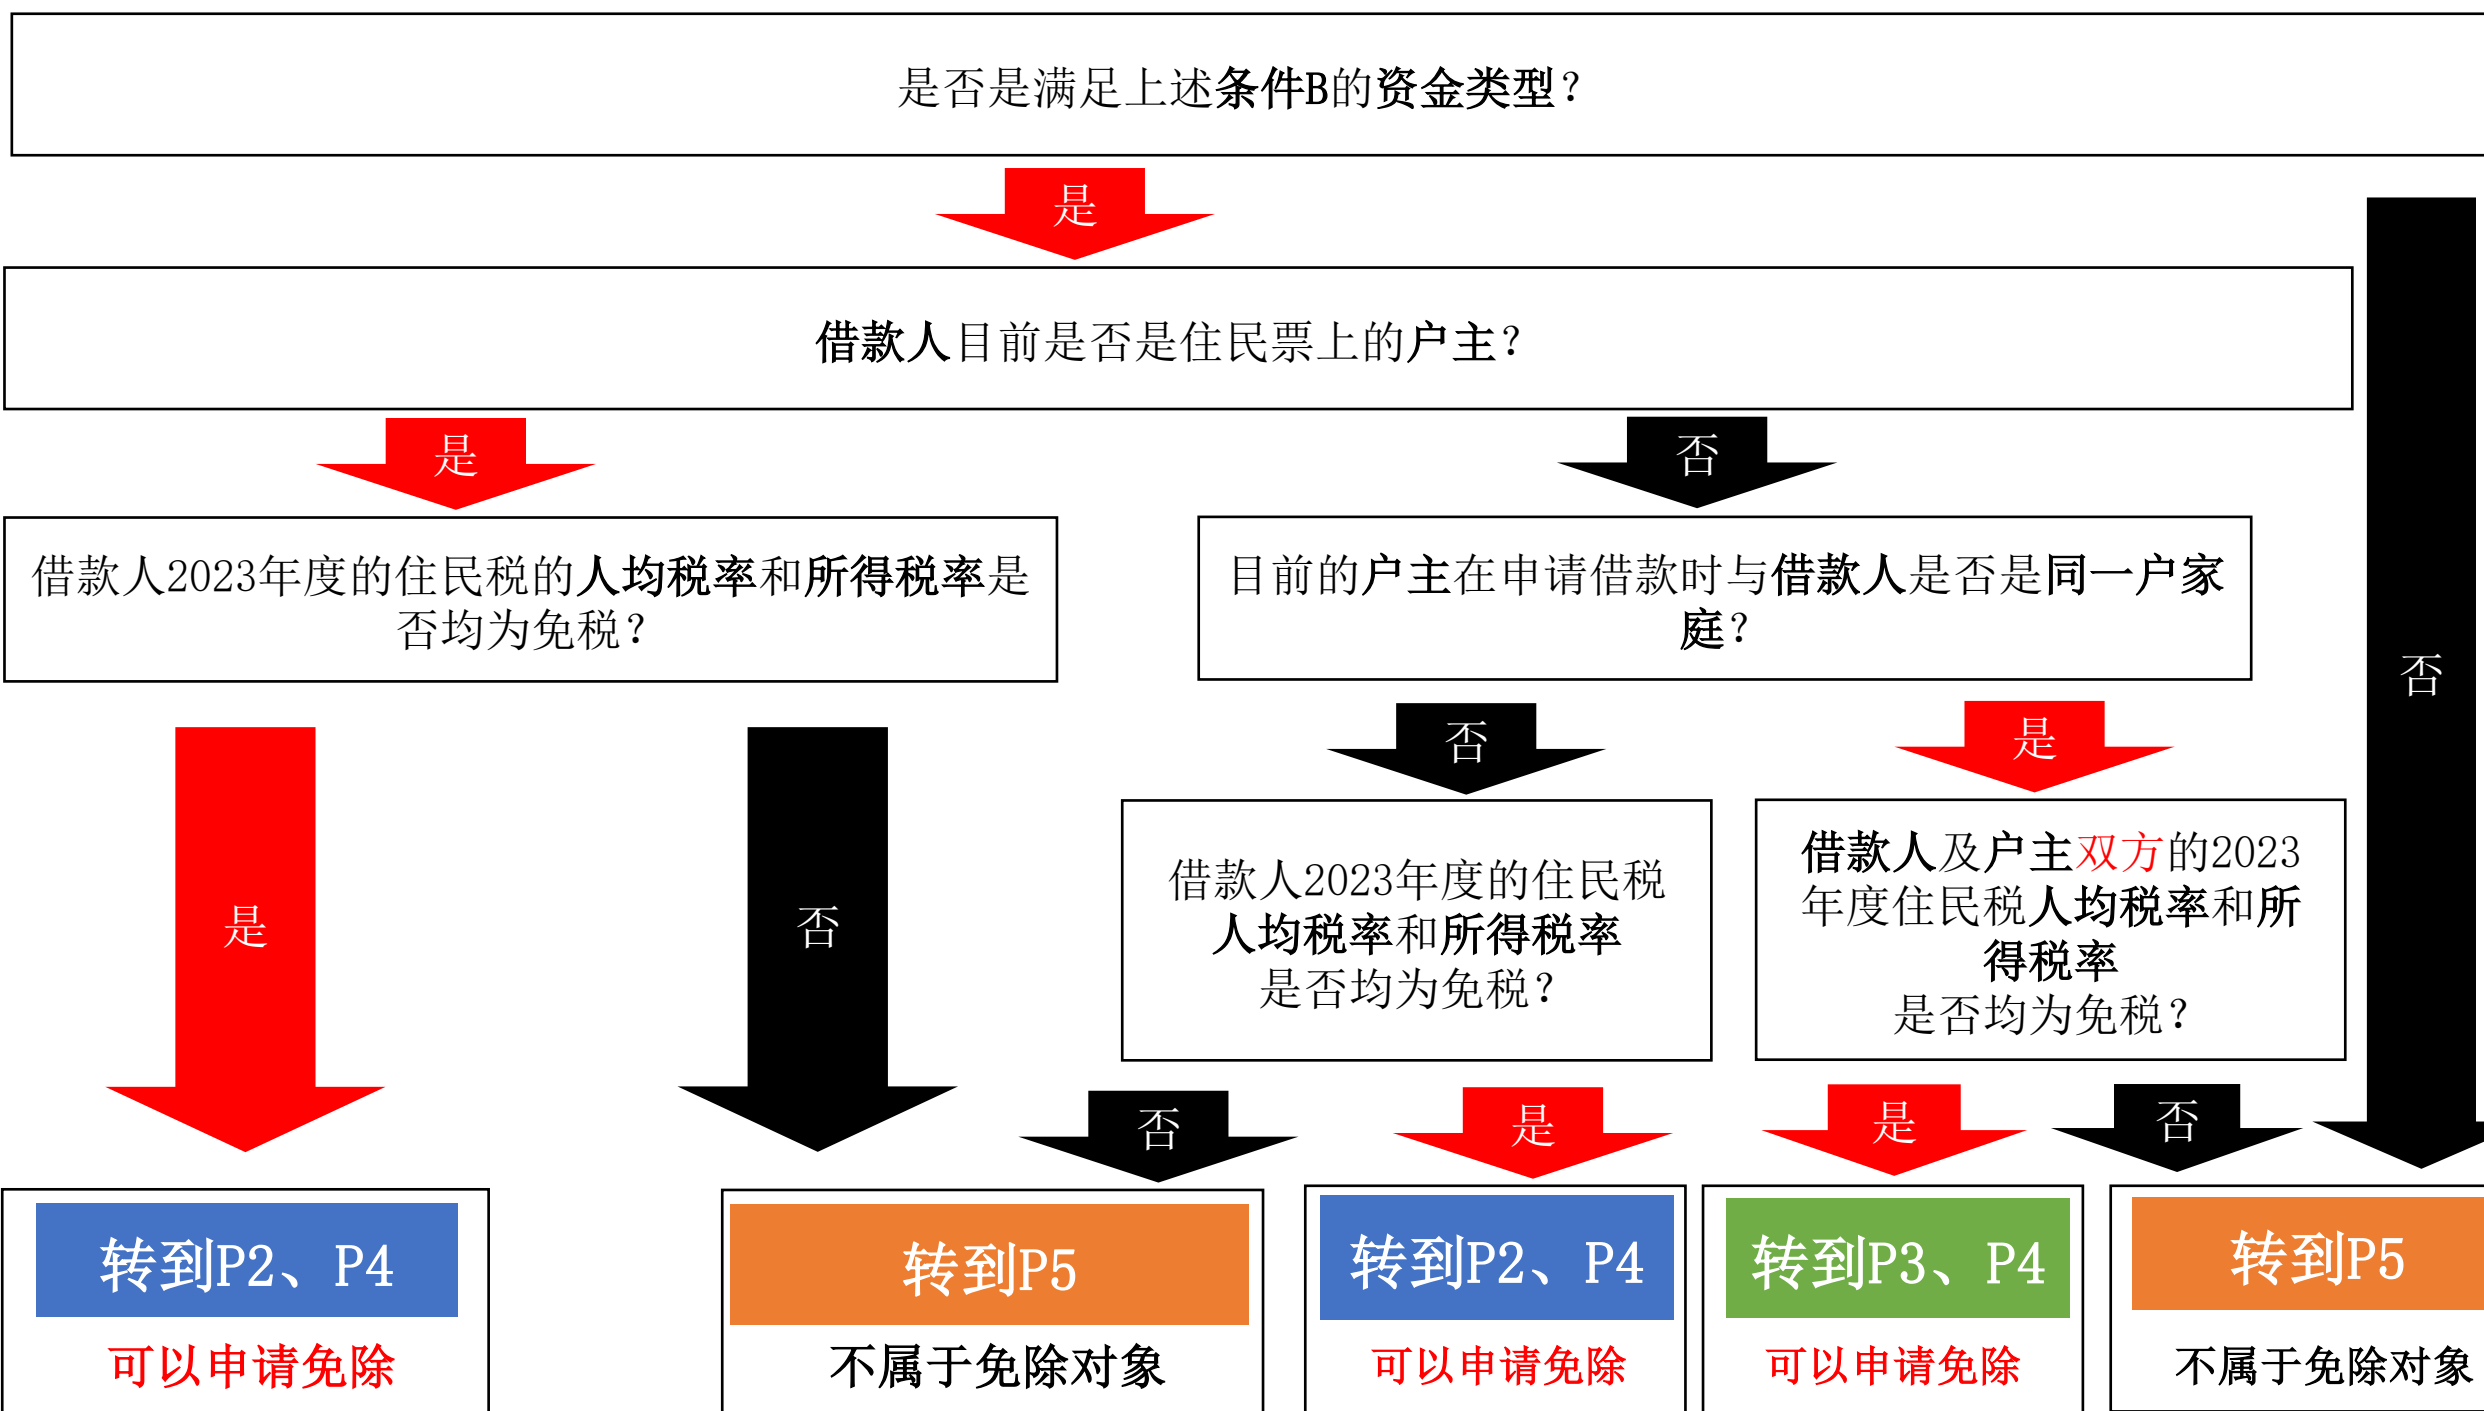 是否是满足上述条件B的资金类型？
是
借款人目前是否是住民票上的户主？
是
否
借款人2023年度的住民税的人均税率和所得税率是
否均为免税？
目前的户主在申请借款时与借款人是否是同一户家
庭？
否
否
是
是
否
借款人2023年度的住民税
人均税率和所得税率
是否均为免税？
借款人及户主双方的2023
年度住民税人均税率和所
得税率
是否均为免税？
否
是
是
否
转到P2、P4
可以申请免除
转到P5
不属于免除对象
转到P2、P4
可以申请免除
转到P3、P4
可以申请免除
转到P5
不属于免除对象